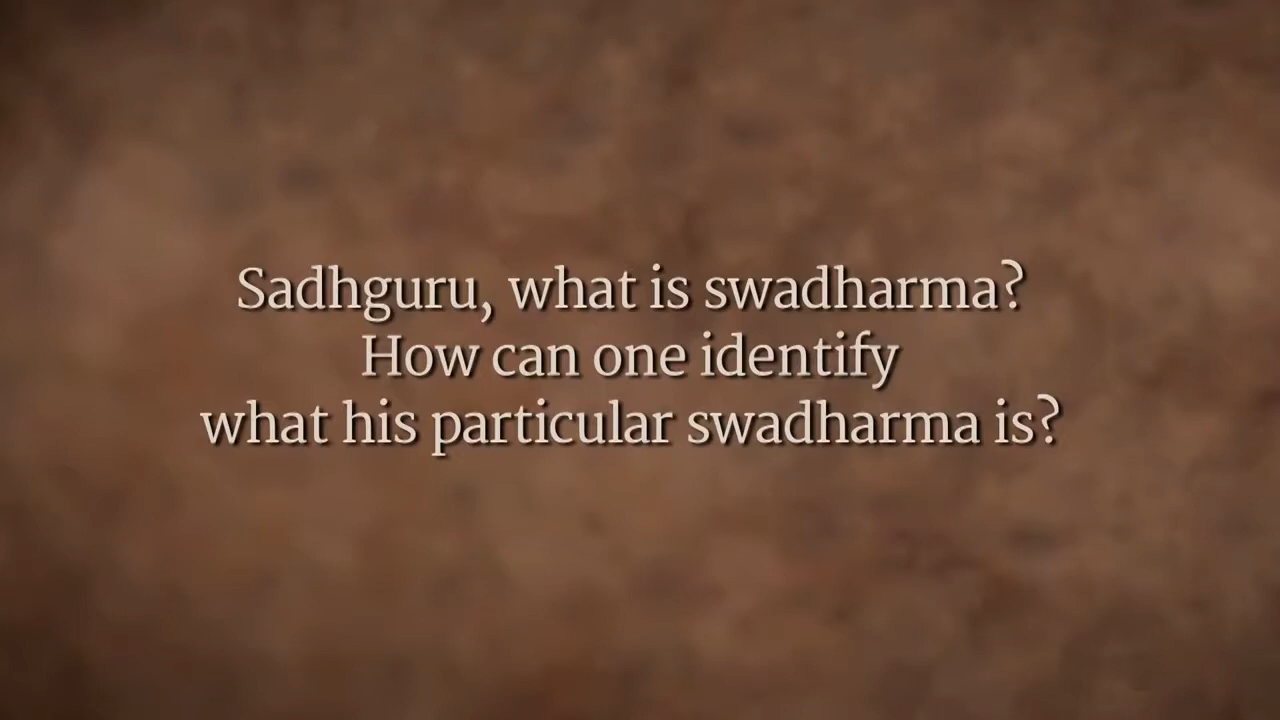 Sadhguru, what is swadharma?
How can one identify
what his particular swadharma is?